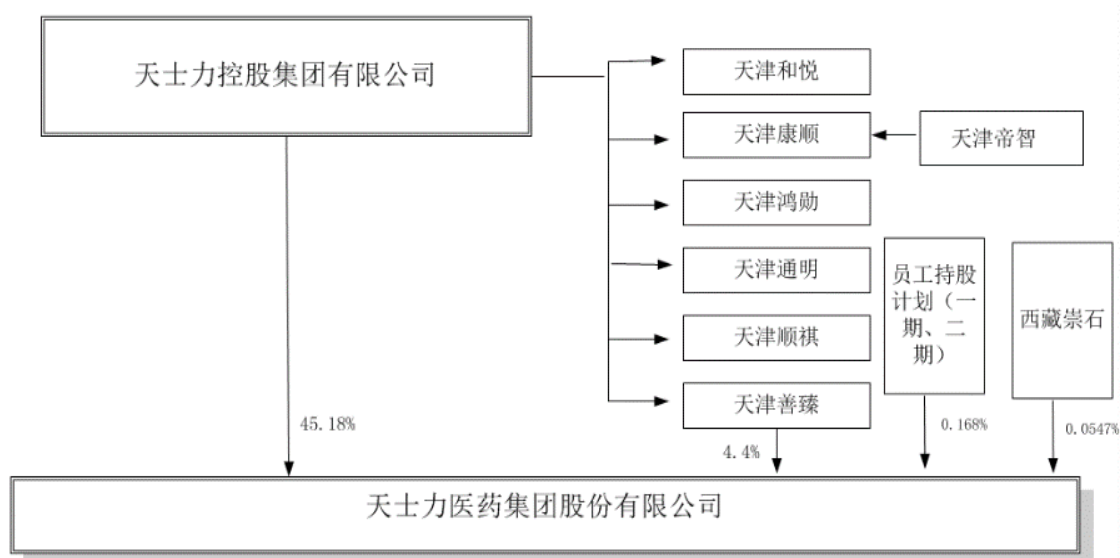 天士力控股集团有限公司
天津和悦
天津康顺
天津帝智
天津鸿勋
天津通明
员工持股
计划（一
期、二
期）
西藏崇石
天津顺祺
天津善臻
45.18%
4.4%
0.168%
0.0547%
天士力医药集团股份有限公司